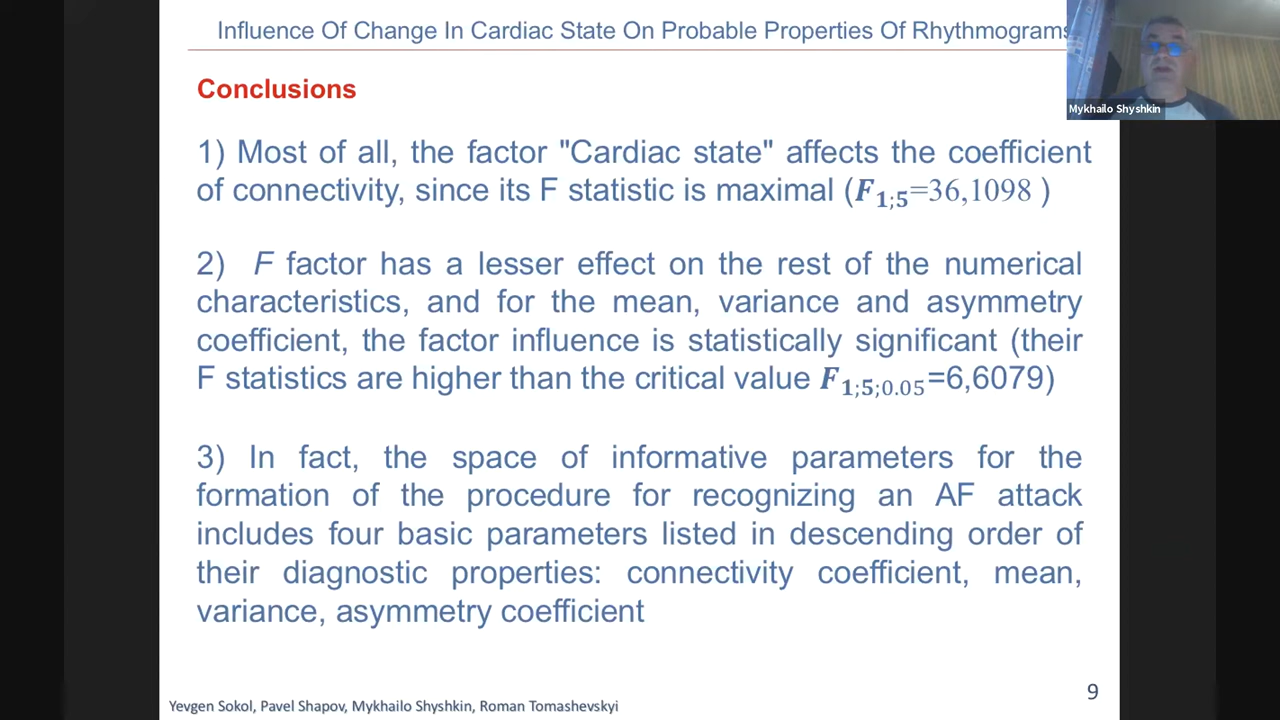 Influence Of Change In Cardiac State On Probable Properties Of Rhythmograms
Mykhailo Shyshkin
Conclusions
1) Most of all, the factor "Cardiac state" affects the coefficient
of connectivity, since its F statistic is maximal (F1;5=36,1098 )
2) F factor has a lesser effect on the rest of the numerical
characteristics, and for the mean, variance and asymmetry
coefficient, the factor influence is statistically significant (their
F statistics are higher than the critical value F1;5;0.05=6,6079)
3) In fact, the space of informative parameters for the
formation of the procedure for recognizing an AF attack
includes four basic parameters listed in descending order of
their diagnostic properties: connectivity coefficient, mean,
variance, asymmetry coefficient
9
Yevgen Sokol, Pavel Shapov, Mykhailo Shyshkin, Roman Tomashevskyi